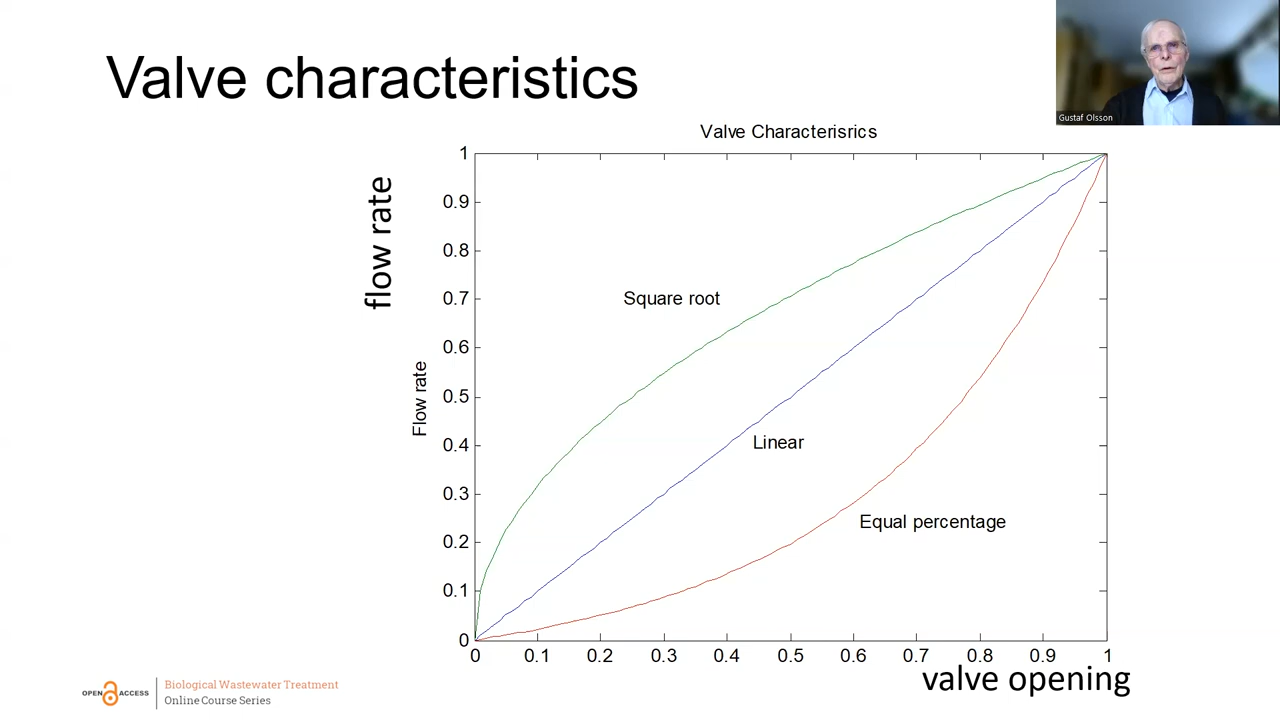 Valve characteristics
Gustaf Olsson
Valve Characterisrics
flow rate
Flow rate
1
0.9
0.8
0.7
0.6
0.5
0.4
0.3
0.2
0.1
0
Square root
Linear
Equal percentage
0 0.1 0.2 0.3 0.4 0.5 0.6 0.7 0.8 0.9 1
valve opening
OPEN ACCESS
Biological Wastewater Treatment
Online Course Series